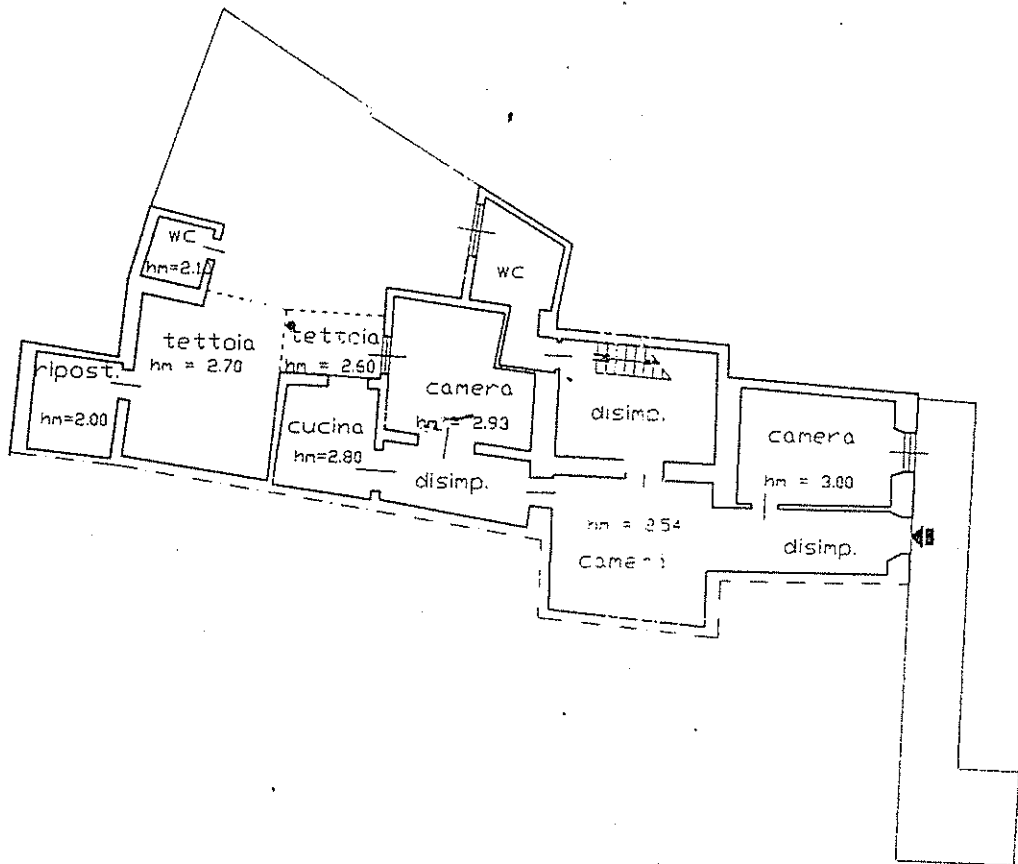 wc
hm=2.10
wc
tettoia
hm = 2.70
tettoia
hm = 2.60
ripost.
hm=2.00
camera
hm = 2.93
cucina
hm=2.80
disimp.
disimp.
camera
hm = 3.00
hm = 2.54
camera
disimp.